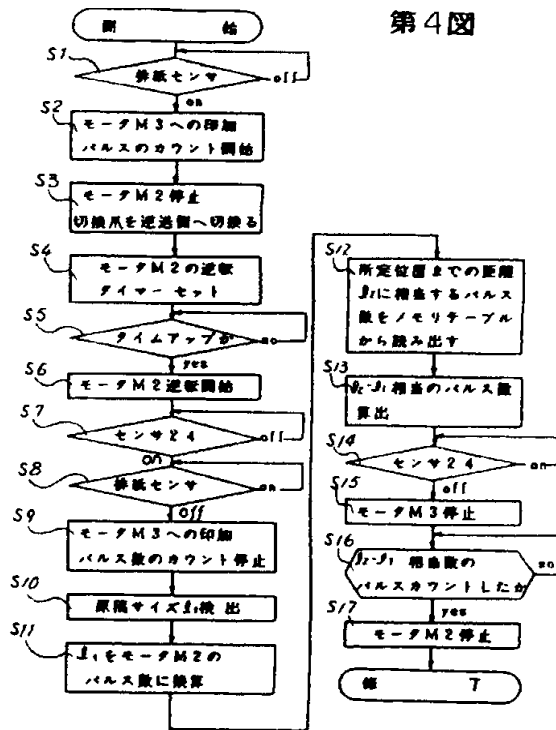 第4図
開始
S1
排紙センサ
off
on
S2
モータM3への印加
パルスのカウント開始
S3
モータM2停止
切換爪を逆送側へ切換る
S4
モータM2の逆転
タイマーセット
S5
タイムアップか
no
yes
S6
モータM2逆転開始
S7
センサ24
off
on
S8
排紙センサ
on
off
S9
モータM3への印加
パルス数のカウント停止
S10
原稿サイズℓ1検出
S11
ℓ1をモータM2の
パルス数に換算
S12
所定位置までの距離
ℓ2に相当するパルス
数をメモリテーブル
から読み出す
S13
ℓ2-ℓ1相当のパルス数
算出
S14
センサ24
on
off
S15
モータM3停止
S16
ℓ2-ℓ1相当数の
パルスカウントしたか
no
yes
S17
モータM2停止
終了